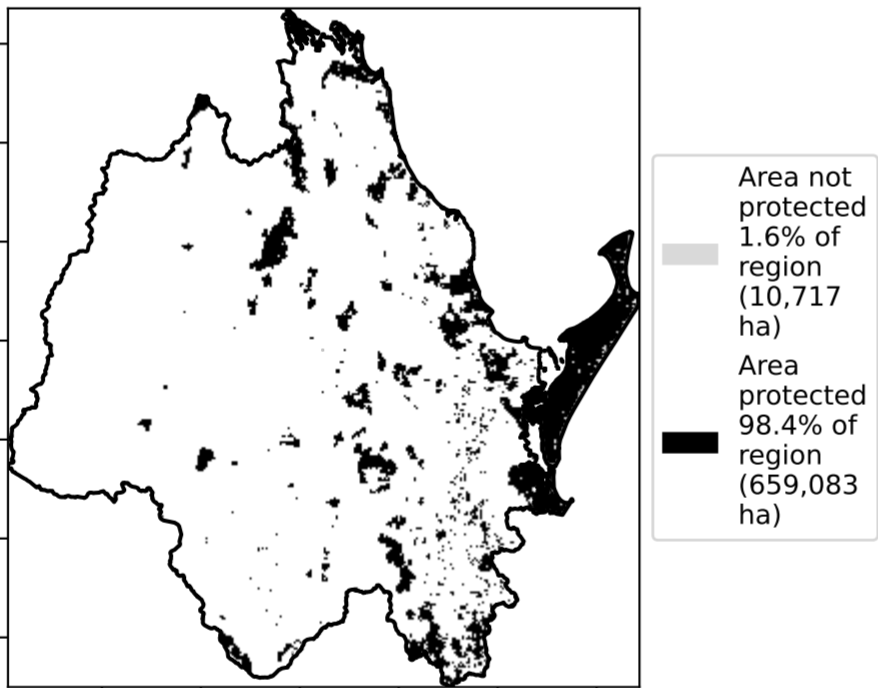 Area not
protected
1.6% of
region
(10,717
ha)
Area
protected
98.4% of
region
(659,083
ha)